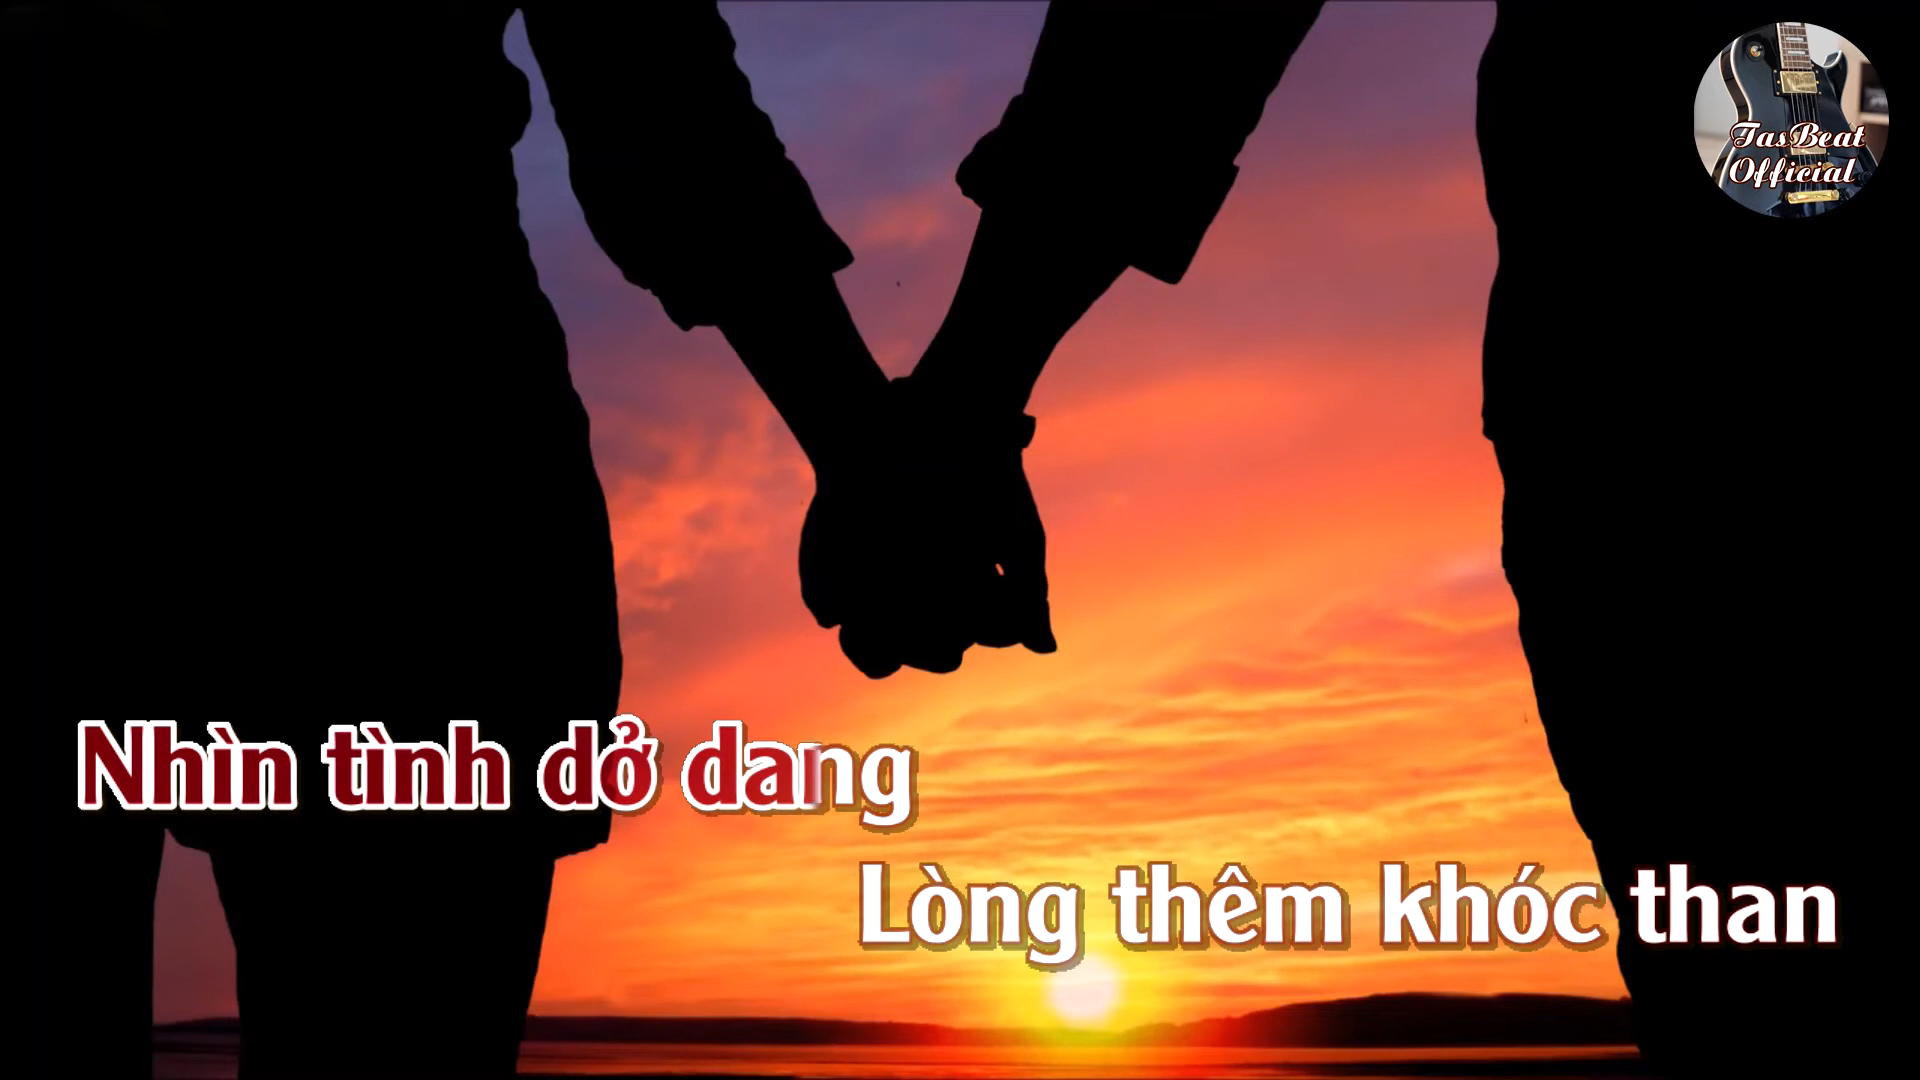 TasBeat
Official
Nhìn tình dở dang
Lòng thêm khóc than